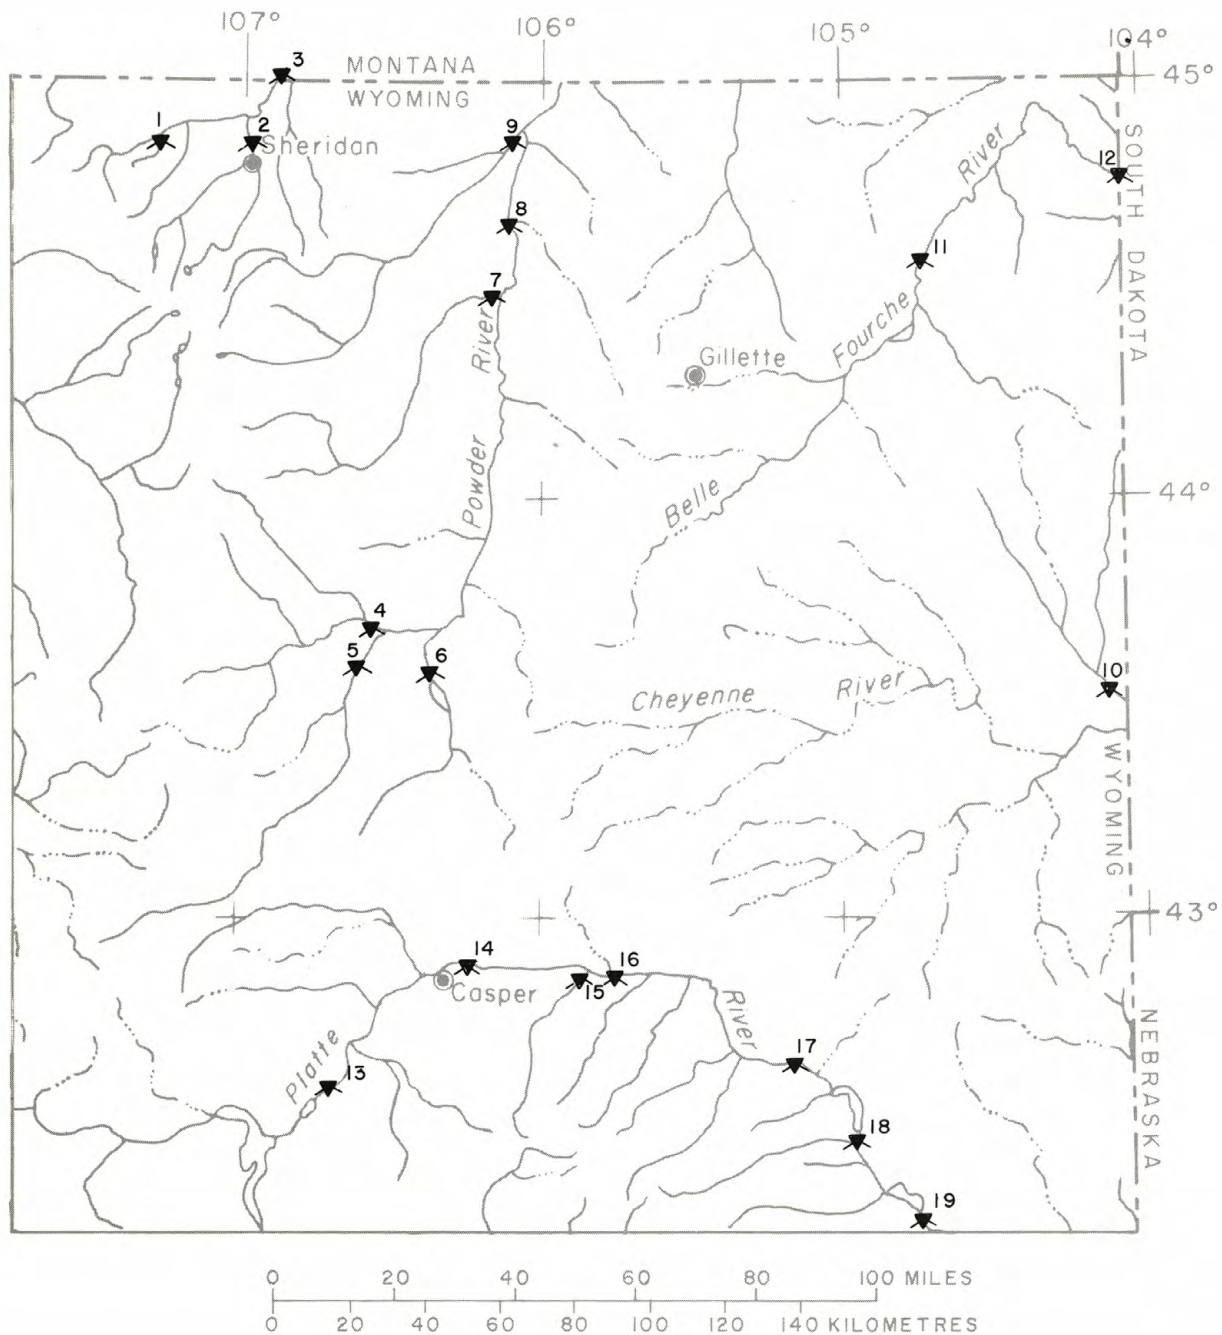 107°
106°
105°
104°
3
MONTANA
45°
WYOMING
1
2
Sheridan
9
River
12
SOUTH DAKOTA
8
11
7
River
Fourche
Gillette
Powder
Belle
44°
4
5
6
10
Cheyenne
River
WYOMING
43°
14
16
Casper
15
River
NEBRASKA
Platte
13
17
18
19
0 20 40 60 80 100 MILES
0 20 40 60 80 100 120 140 KILOMETRES